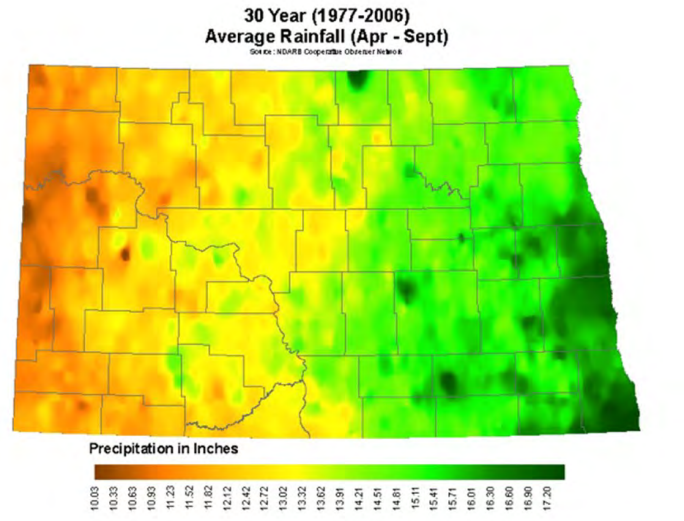 30 Year (1977-2006)
Average Rainfall (Apr - Sept)
Source: NDARB Cooperative Observer Network
Precipitation in Inches
10.03 10.33 10.63 10.93 11.23 11.52 11.82 12.12 12.42 12.72 13.02 13.32 13.62 13.91 14.21 14.51 14.81 15.11 15.41 15.71 16.01 16.30 16.60 16.90 17.20